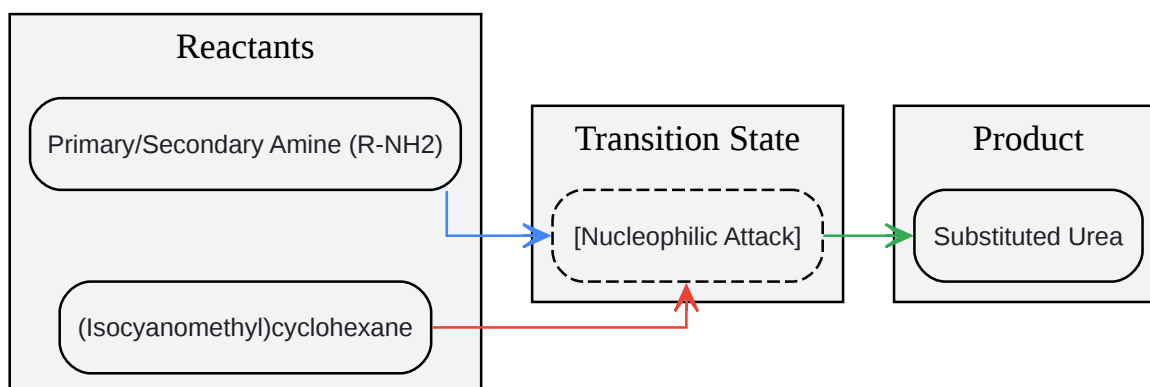 Reactants
Primary/Secondary Amine (R-NH2)
(Isocyanomethyl)cyclohexane
Transition State
[Nucleophilic Attack]
Product
Substituted Urea